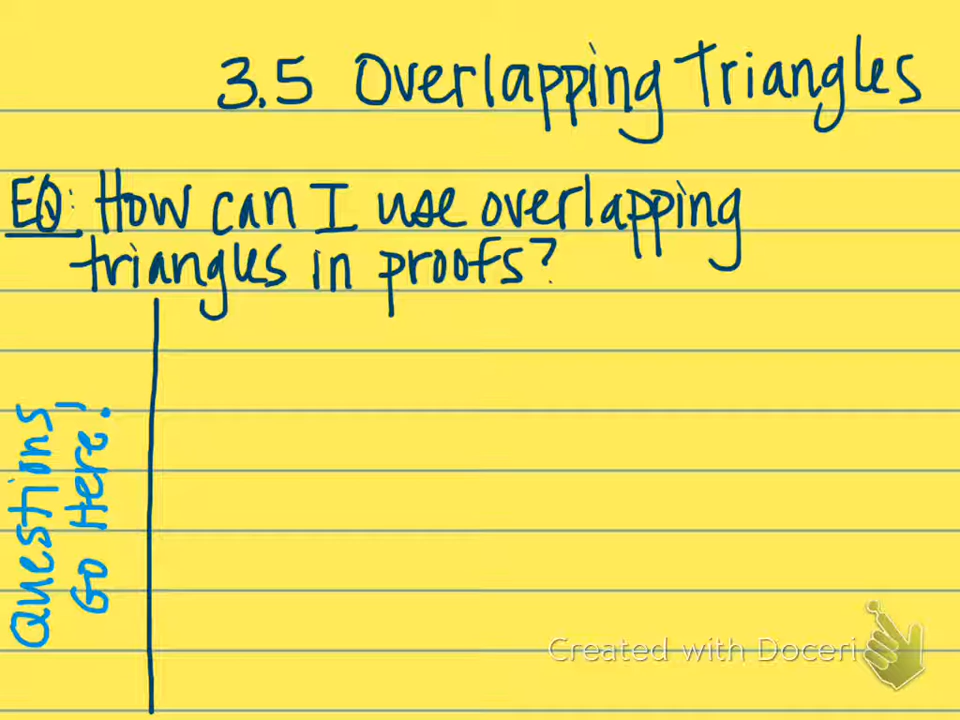 3.5 Overlapping Triangles
EQ: How can I use overlapping
triangles in proofs?
Questions
Go Here!
Created with Doceri